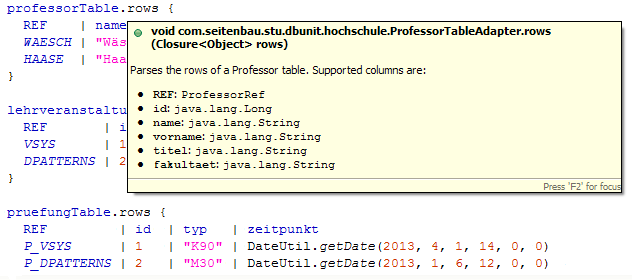 professorTable.rows {
REF | name
WAESCH | "Wäs
HAASE | "Haa
}
void com.seitenbau.stu.dbunit.hochschule.ProfessorTableAdapter.rows
(Closure<Object> rows)
Parses the rows of a Professor table. Supported columns are:
• REF: ProfessorRef
• id: java.lang.Long
• name: java.lang.String
• vorname: java.lang.String
• titel: java.lang.String
• fakultaet: java.lang.String
Press 'F2' for focus
lehrveranstaltu
REF | i
VSYS | 1
DPATTERNS | 2
}
pruefungTable.rows {
REF | id | typ | zeitpunkt
P_VSYS | 1 | "K90" | DateUtil.getDate(2013, 4, 1, 14, 0, 0)
P_DPATTERNS | 2 | "M30" | DateUtil.getDate(2013, 1, 6, 12, 0, 0)
}